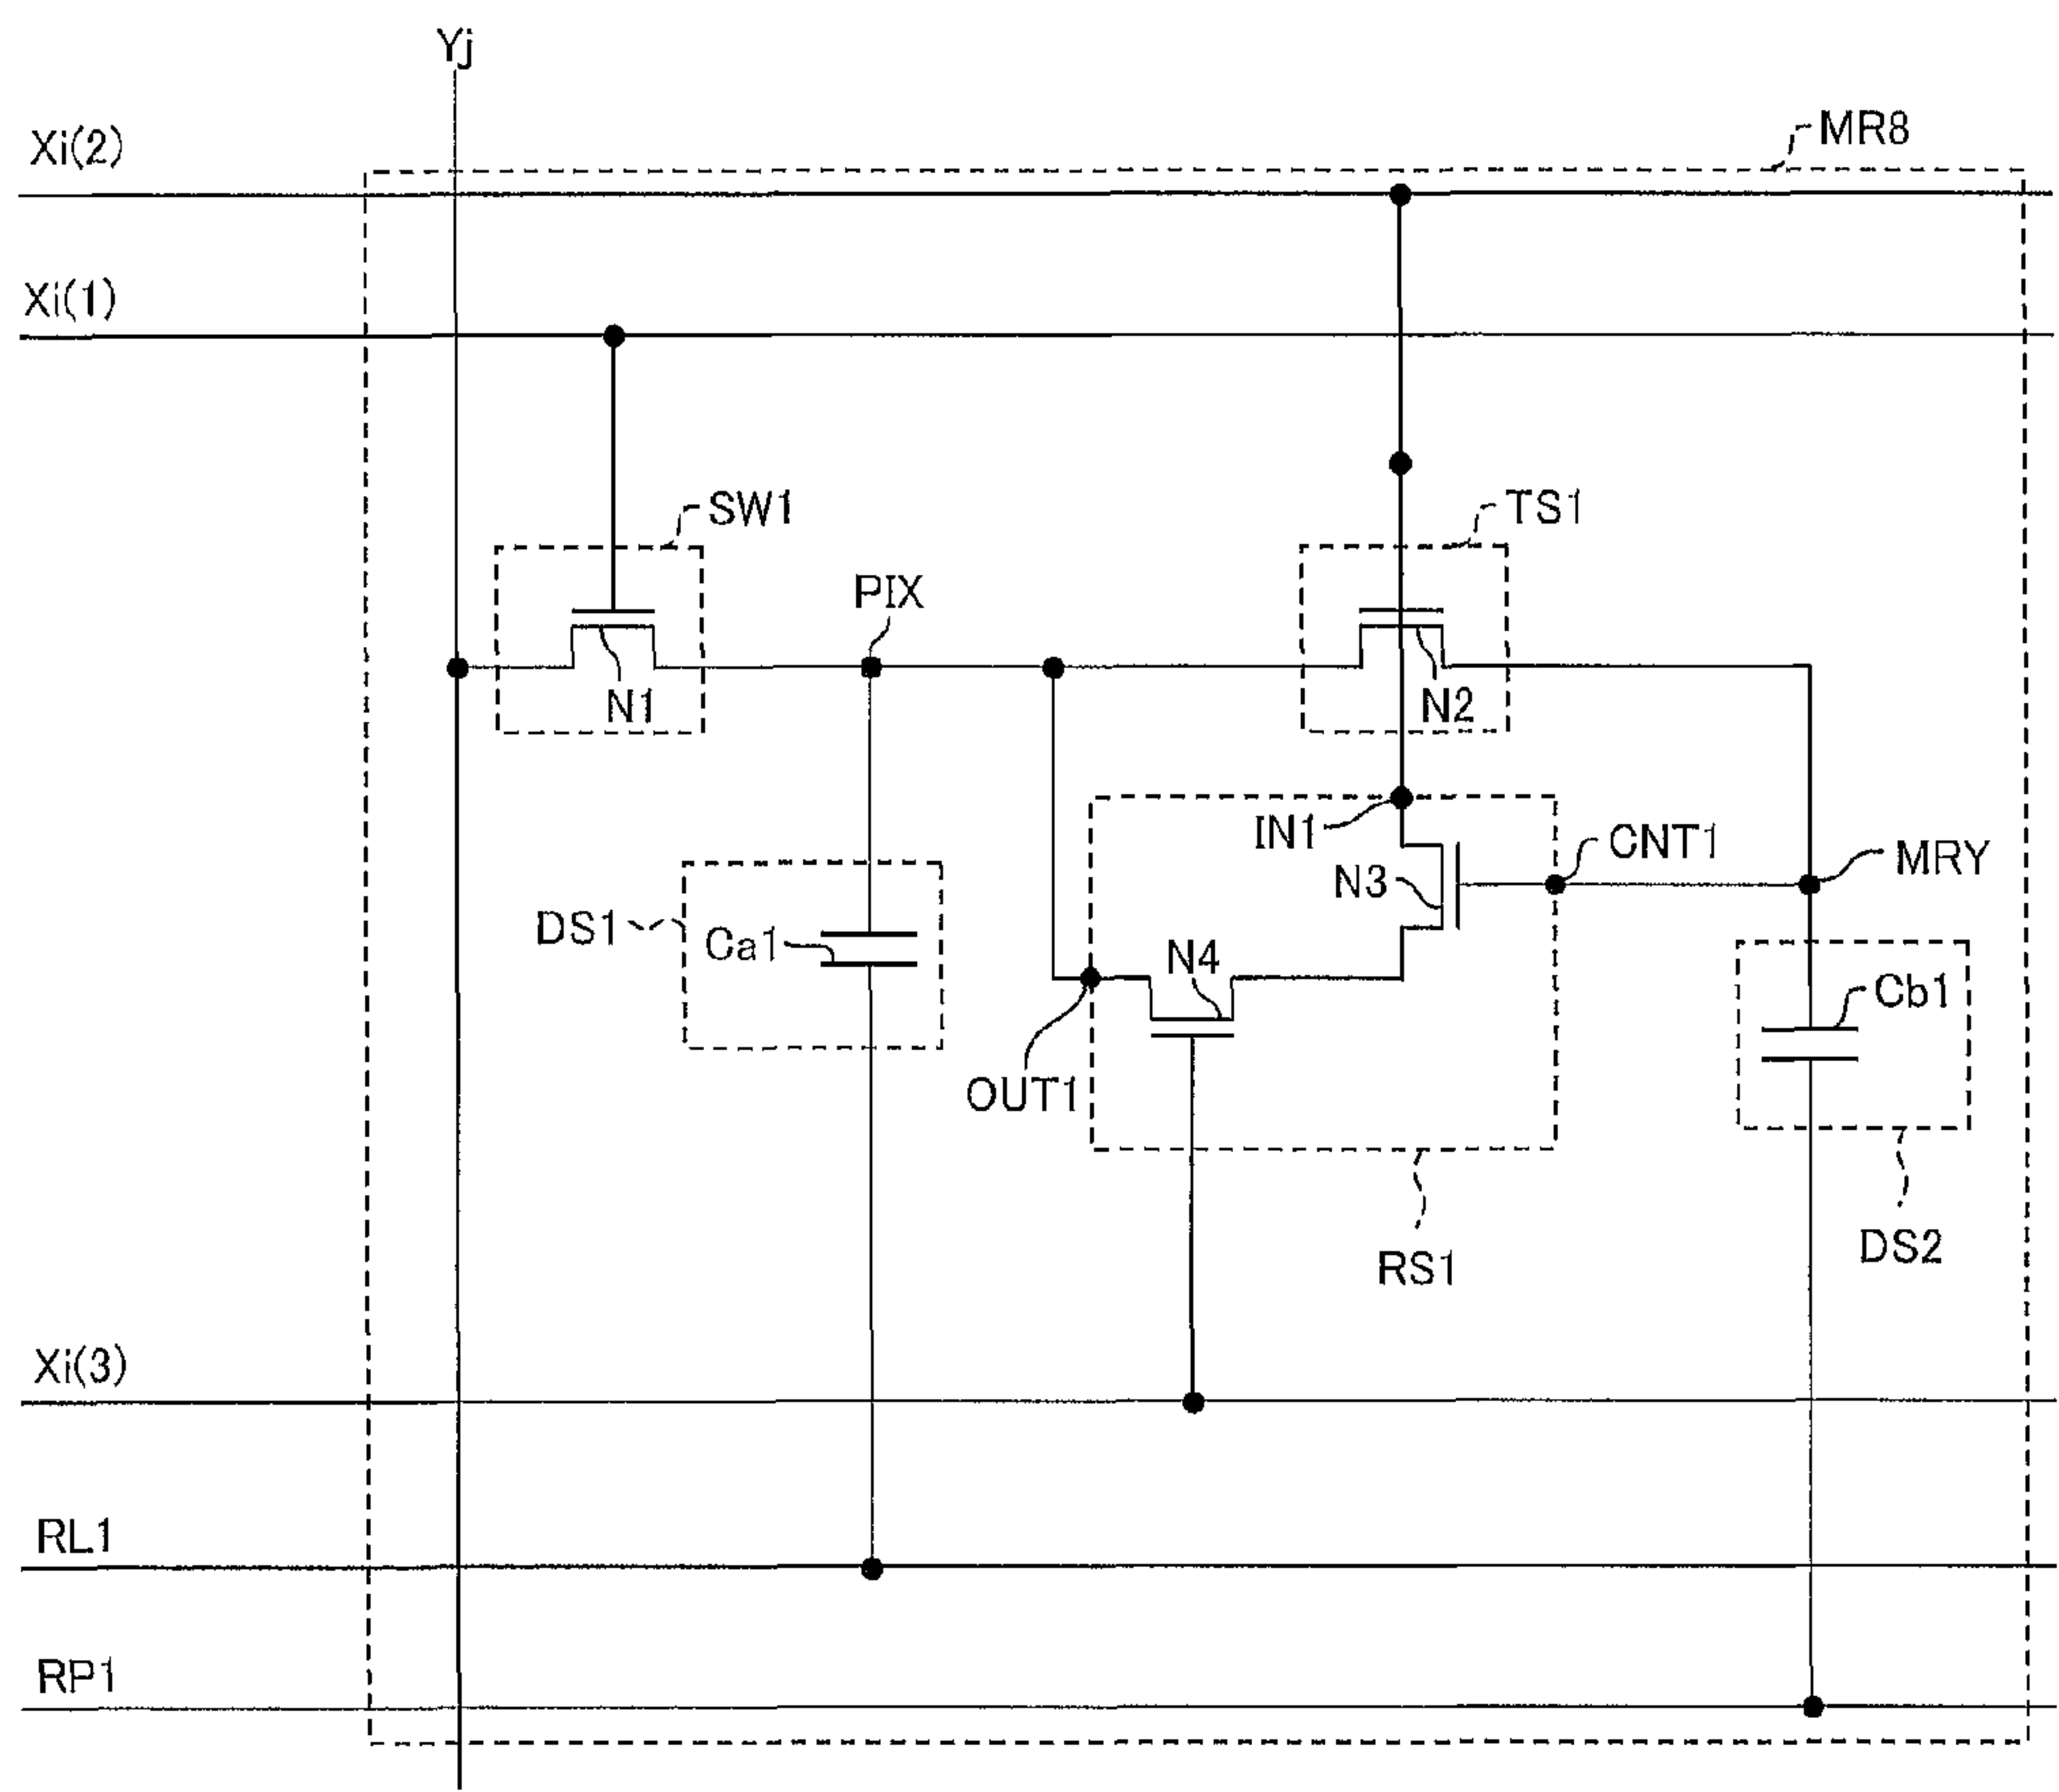 Yj
MR8
Xi(2)
Xi(1)
SW1
TS1
PIX
N1
N2
IN1
CNT1
MRY
N3
DS1
Ca1
N4
Cb1
OUT1
RS1
DS2
Xi(3)
RL1
RP1